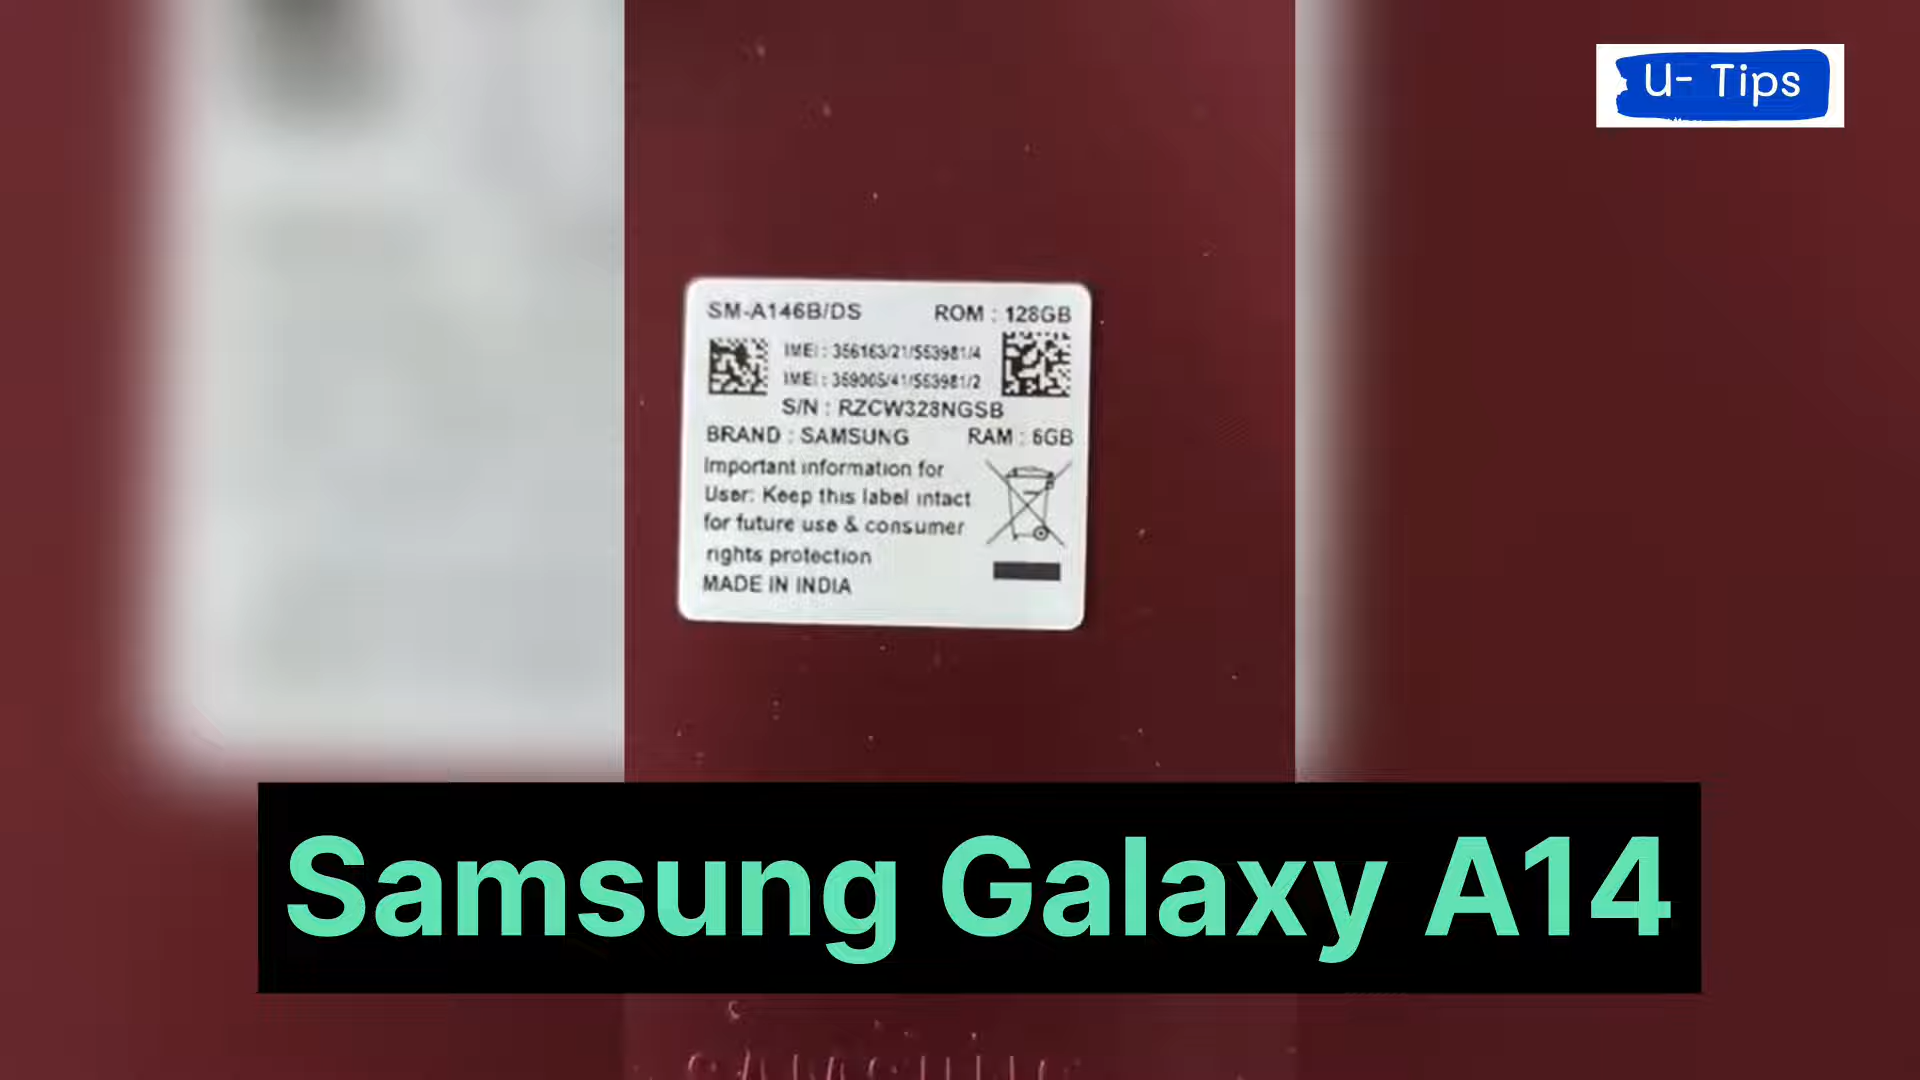 U- Tips
SM-A146B/DS ROM : 128GB
IMEI : 356163/21/553981/4
IMEI : 359005/41/553981/2
S/N : RZCW328NGSB
BRAND : SAMSUNG RAM : 6GB
Important information for
User: Keep this label intact
for future use & consumer
rights protection
MADE IN INDIA
Samsung Galaxy A14
SAMSUNG